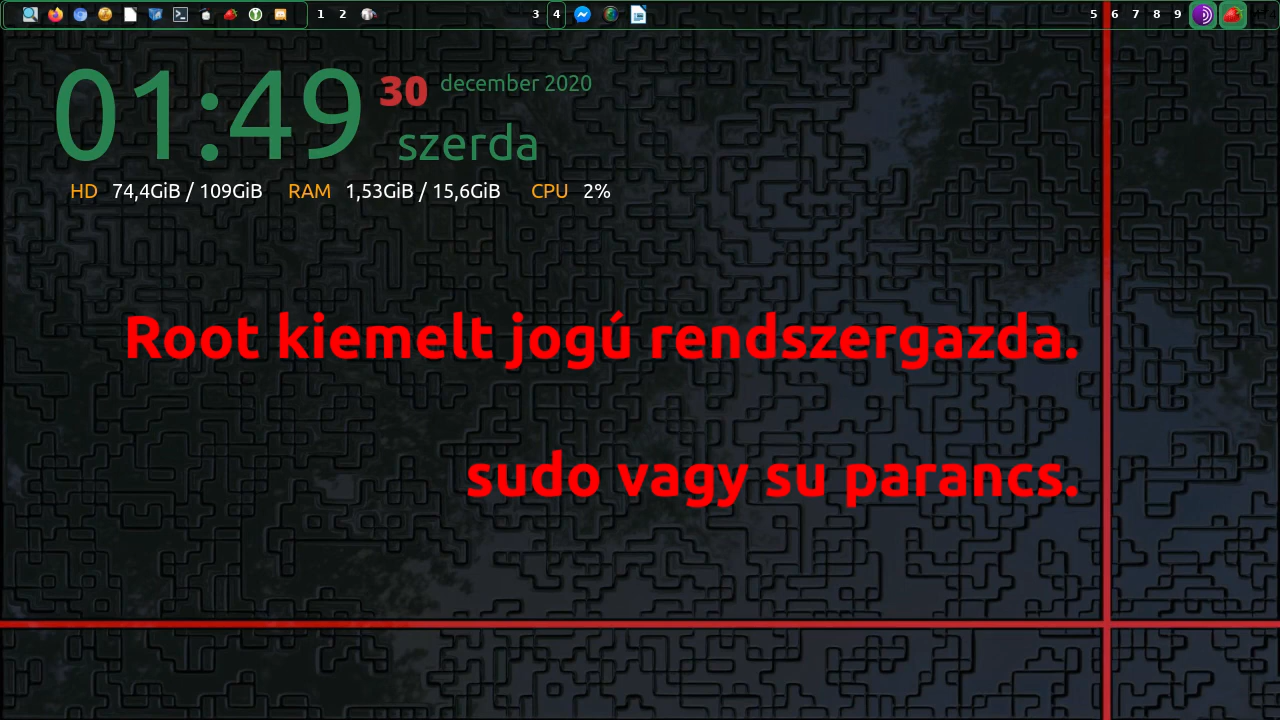 1 2 3 4 5 6 7 8 9
01:49 30 december 2020
szerda
HD 74,4GiB / 109GiB RAM 1,53GiB / 15,6GiB CPU 2%
Root kiemelt jogú rendszergazda.
sudo vagy su parancs.